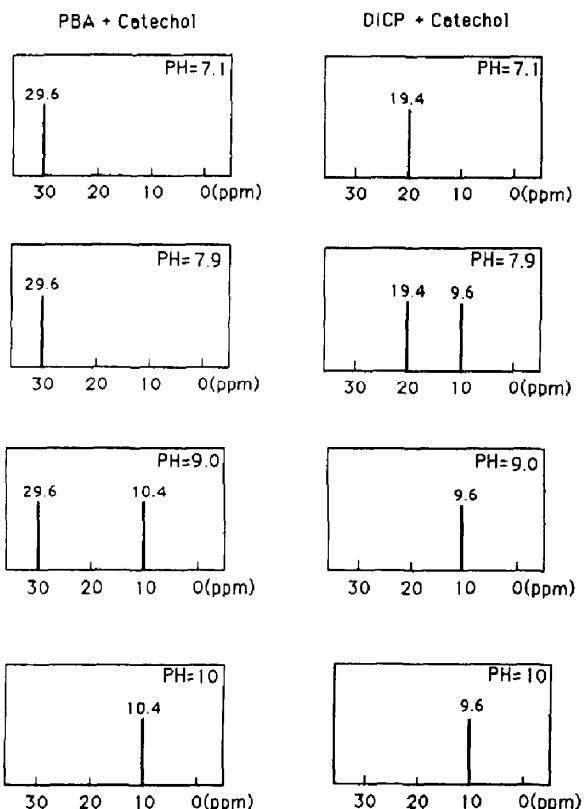 PBA + Catechol
DICP + Catechol
PH=7.1
29.6
30 20 10 0(ppm)
PH=7.1
19.4
30 20 10 0(ppm)
PH=7.9
29.6
30 20 10 0(ppm)
PH=7.9
19.4 9.6
30 20 10 0(ppm)
PH=9.0
29.6 10.4
30 20 10 0(ppm)
PH=9.0
9.6
30 20 10 0(ppm)
PH=10
10.4
30 20 10 0(ppm)
PH=10
9.6
30 20 10 0(ppm)